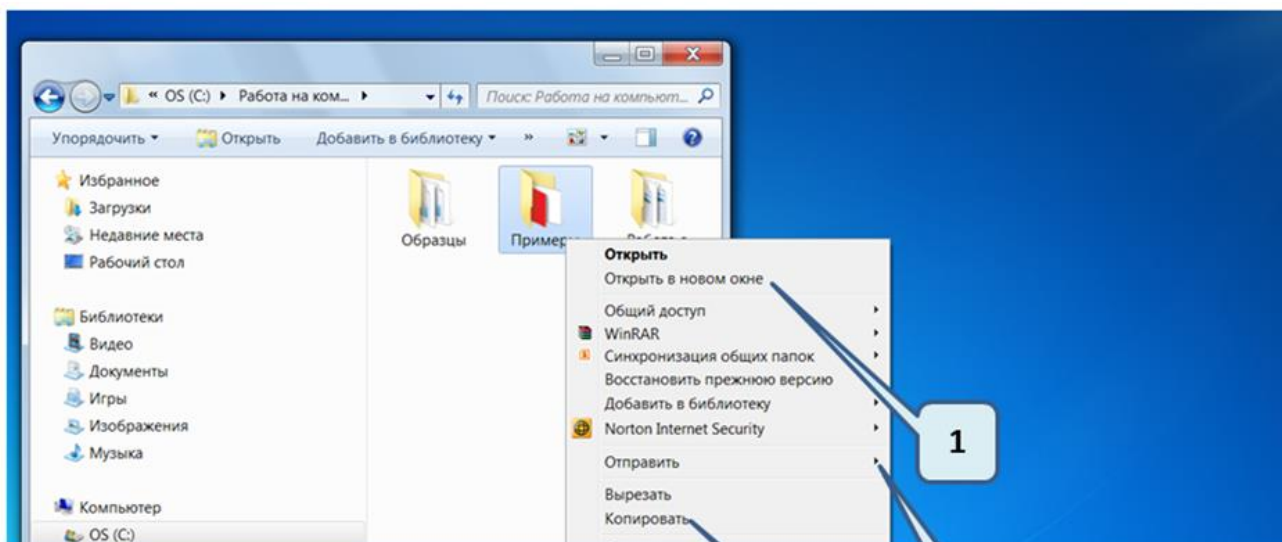 « OS (C:) ▸ Работа на ком... ▸
Поиск: Работа на компьют...
Упорядочить ▾ Открыть Добавить в библиотеку ▾ »
Избранное
Загрузки
Недавние места
Рабочий стол
Библиотеки
Видео
Документы
Игры
Изображения
Музыка
Компьютер
OS (C:)
Образцы
Открыть
Открыть в новом окне
Общий доступ
WinRAR
Синхронизация общих папок
Восстановить прежнюю версию
Добавить в библиотеку
Norton Internet Security
Отправить
Вырезать
Копировать
1